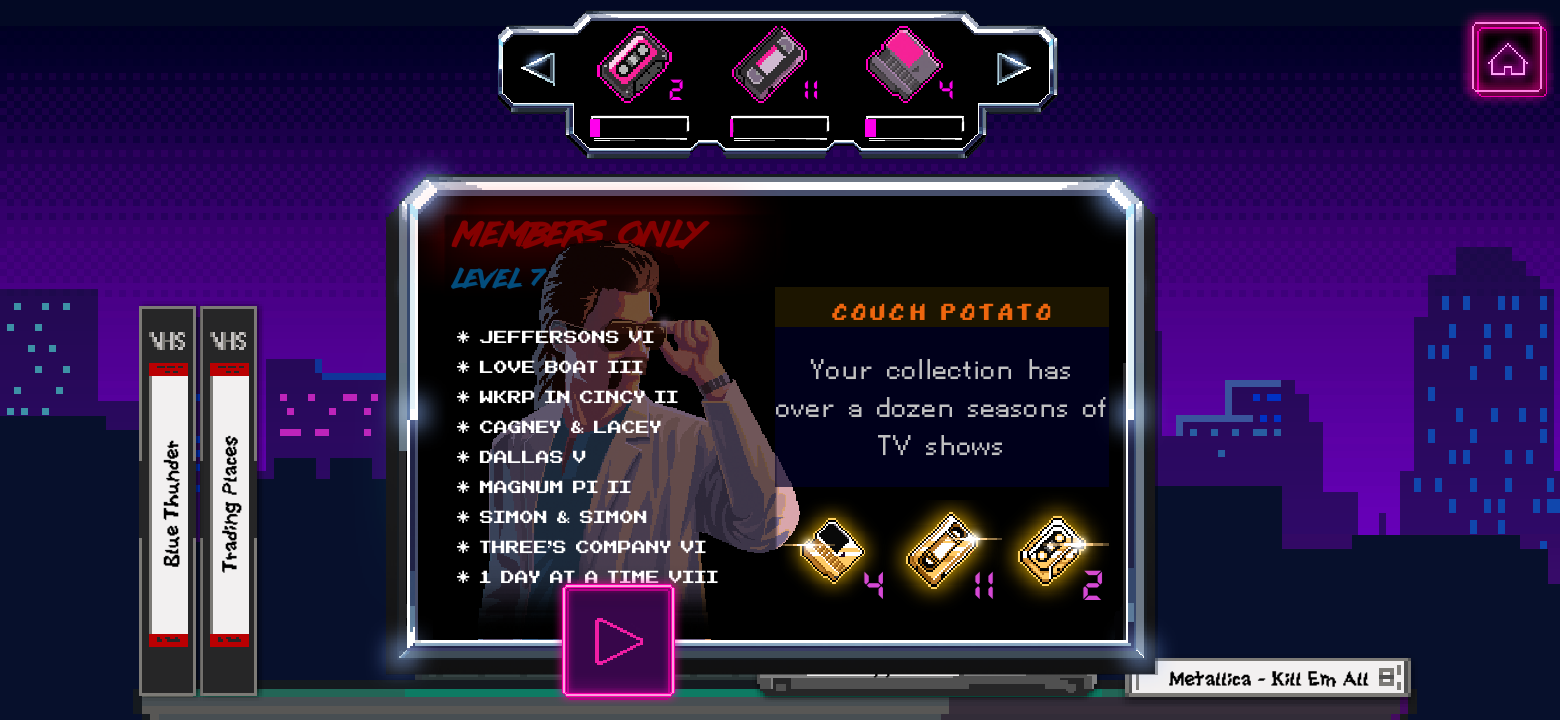 2
11
4
MEMBERS ONLY
LEVEL 7
* JEFFERSONS VI
* LOVE BOAT III
* WKRP IN CINCY II
* CAGNEY & LACEY
* DALLAS V
* MAGNUM PI II
* SIMON & SIMON
* THREE'S COMPANY VI
* 1 DAY AT A TIME VIII
COUCH POTATO
Your collection has
over a dozen seasons of
TV shows
4
11
2
VHS
Blue Thunder
VHS
Trading Places
Metallica - Kill Em All